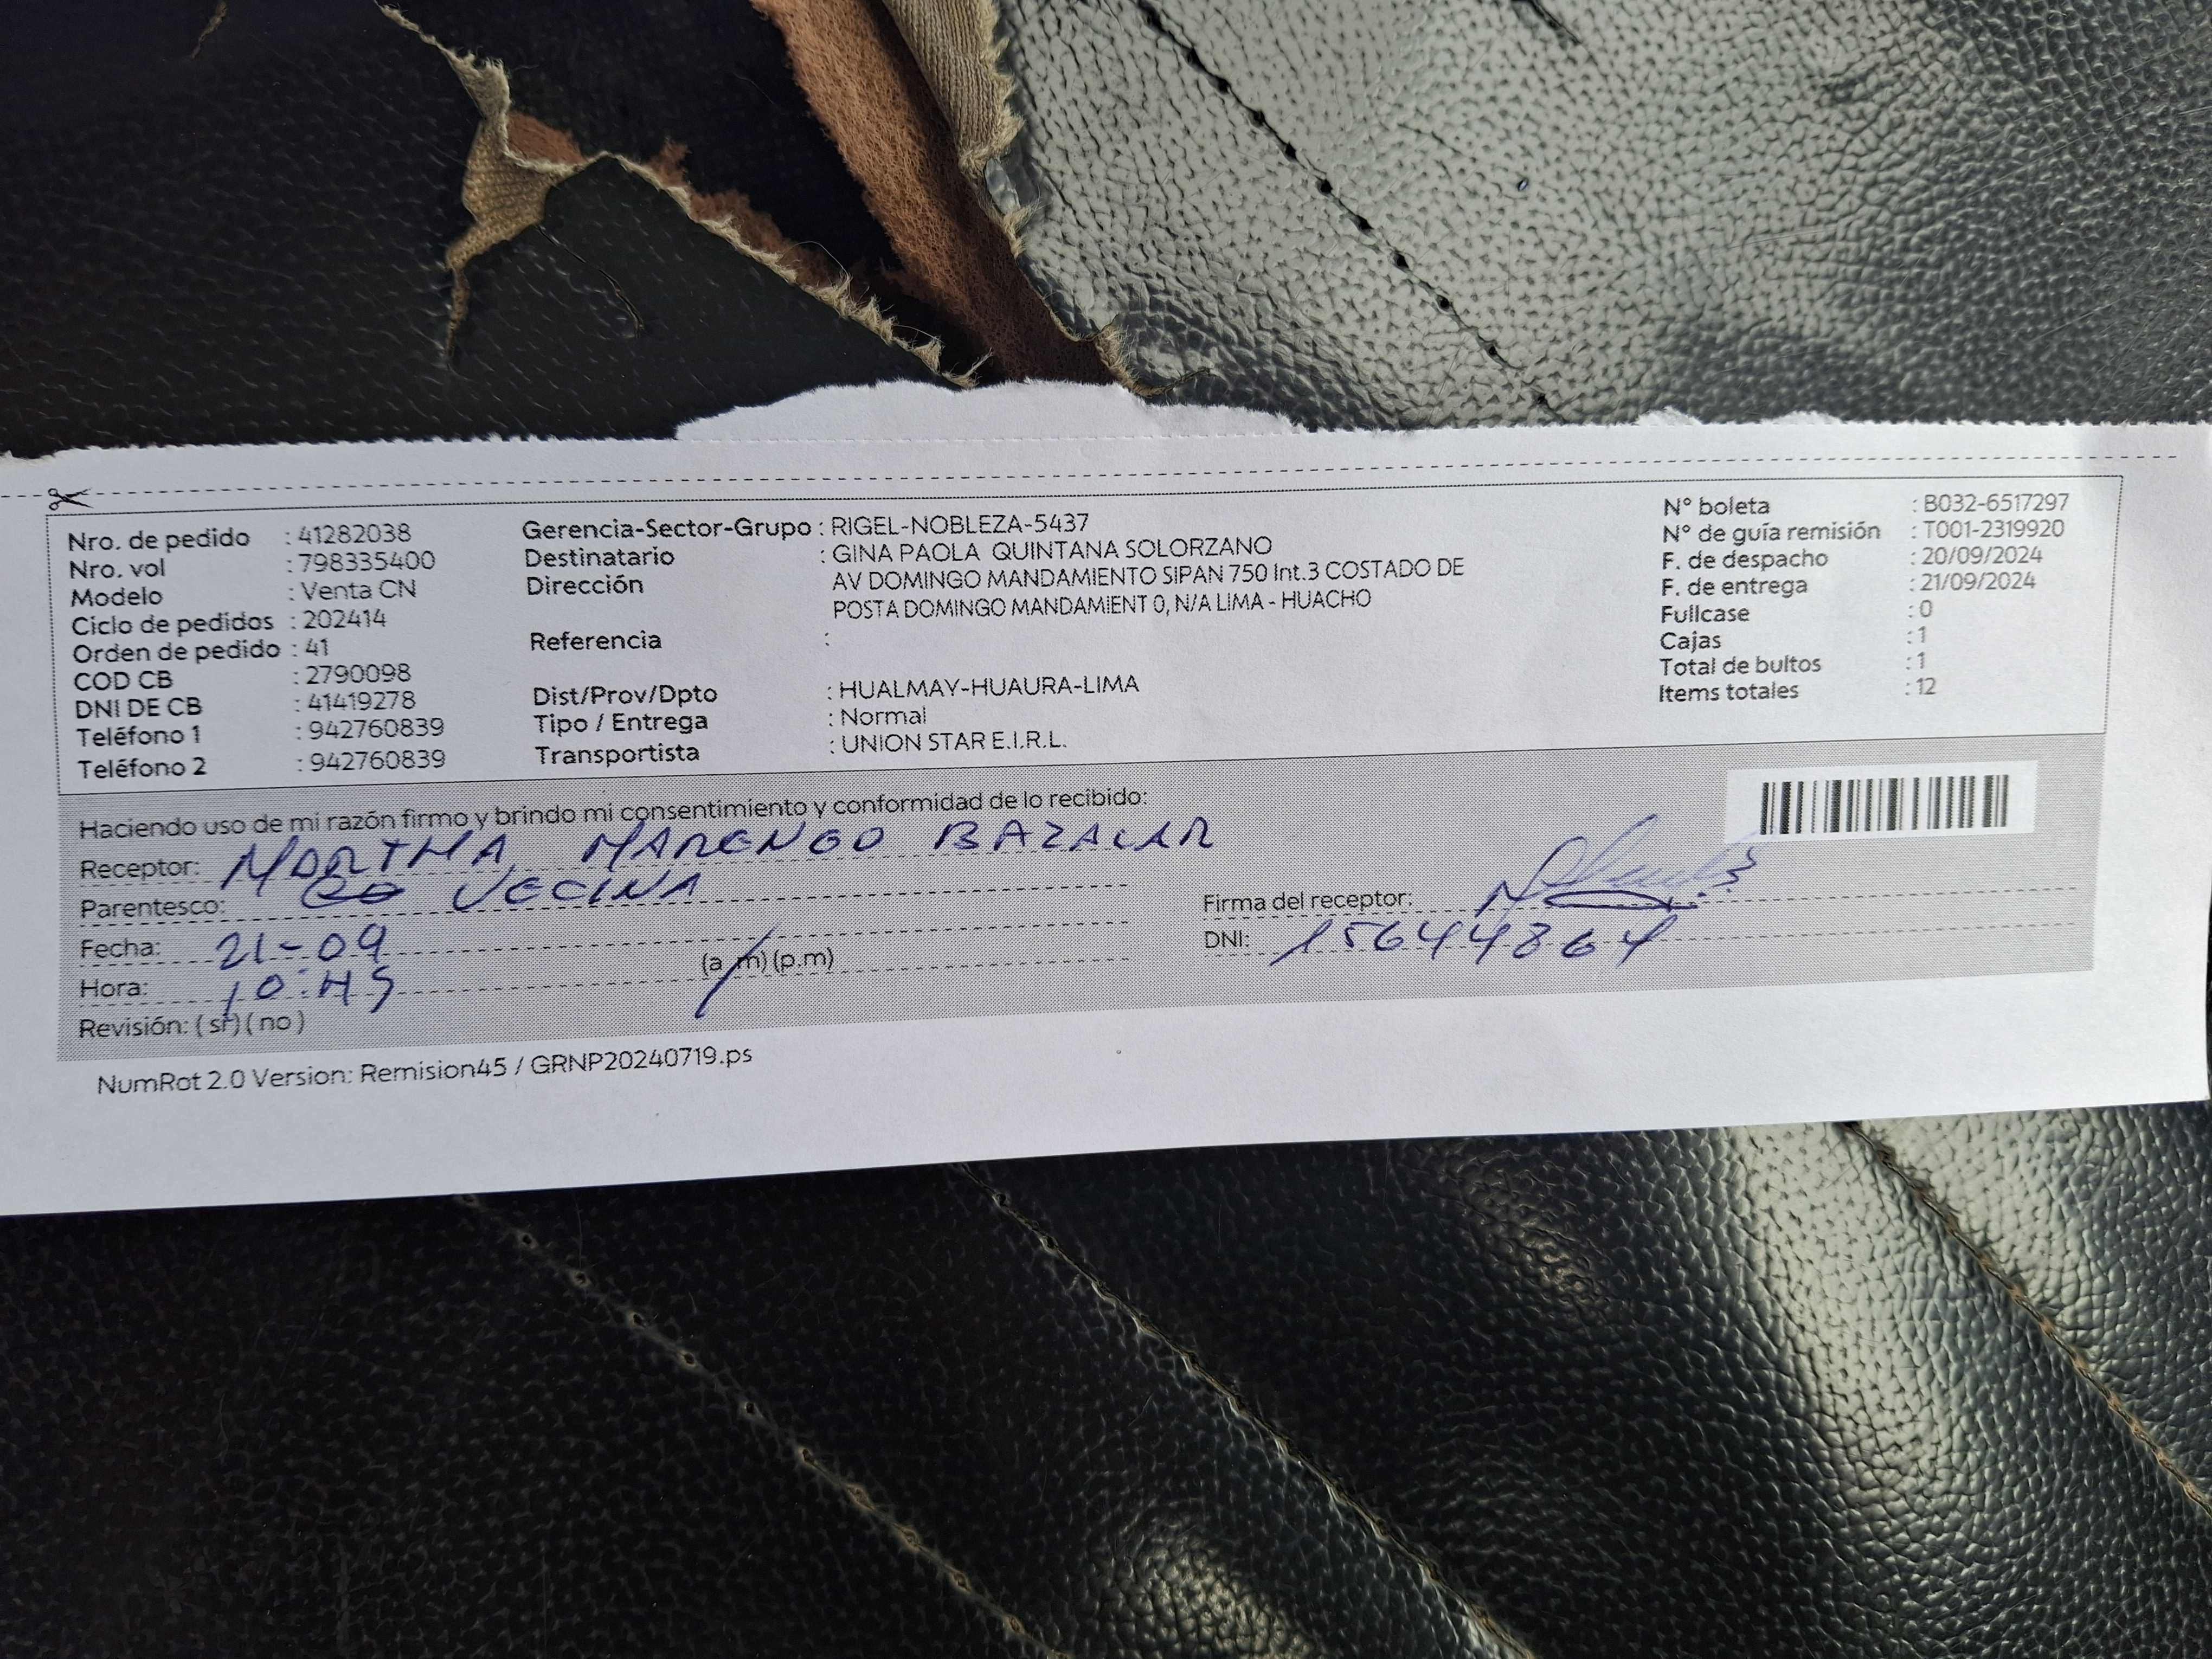 Nro. de pedido : 41282038
Nro. vol : 798335400
Modelo : Venta CN
Ciclo de pedidos : 202414
Orden de pedido : 41
COD CB : 2790098
DNI DE CB : 41419278
Teléfono 1 : 942760839
Teléfono 2 : 942760839
Gerencia-Sector-Grupo : RIGEL-NOBLEZA-5437
Destinatario : GINA PAOLA QUINTANA SOLORZANO
Dirección AV DOMINGO MANDAMIENTO SIPAN 750 Int.3 COSTADO DE
POSTA DOMINGO MANDAMIENT 0, N/A LIMA - HUACHO
Referencia :
Dist/Prov/Dpto : HUALMAY-HUAURA-LIMA
Tipo / Entrega : Normal
Transportista : UNION STAR E.I.R.L.
N° boleta : B032-6517297
N° de guía remisión : T001-2319920
F. de despacho : 20/09/2024
F. de entrega : 21/09/2024
Fullcase : 0
Cajas : 1
Total de bultos : 1
Items totales : 12
Haciendo uso de mi razón firmo y brindo mi consentimiento y conformidad de lo recibido:
Receptor: MARTHA MARENGO BAZALAR
Parentesco: VECINA
Fecha: 21-09
Hora: 10:45 (a.m) (p.m)
Revisión: (si) (no)
Firma del receptor:
DNI: 15644864
NumRot 2.0 Version: Remision45 / GRNP20240719.ps